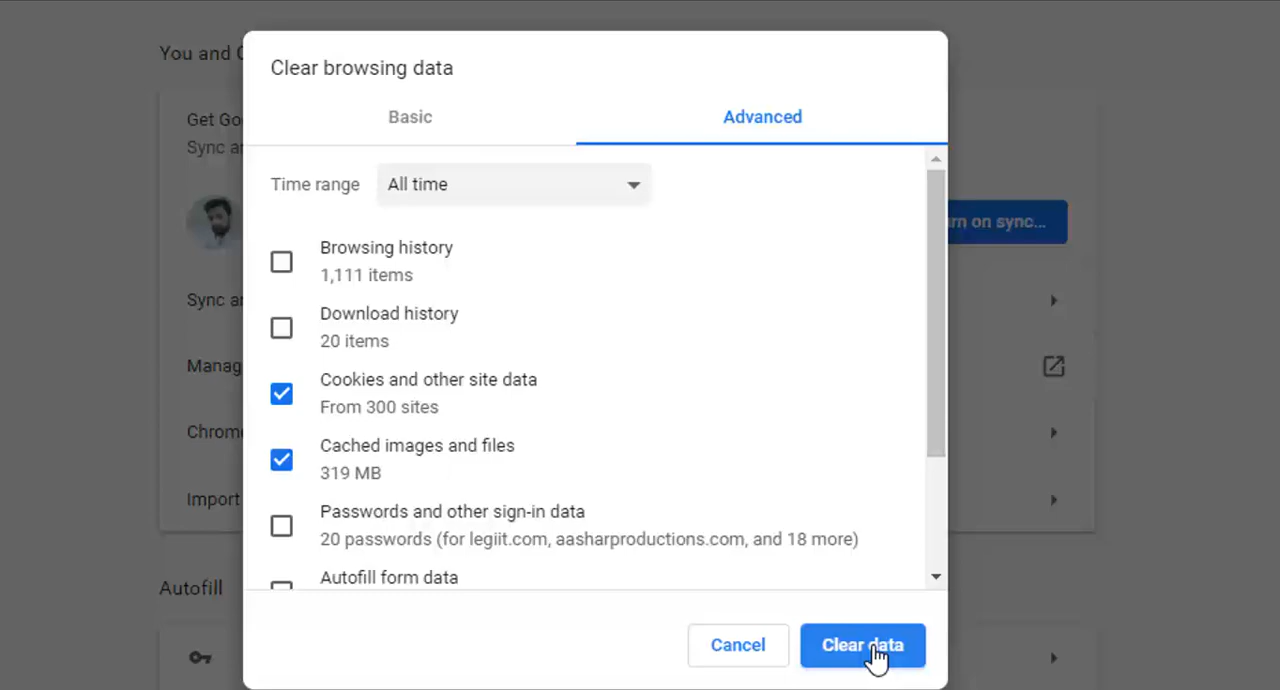 You and
Clear browsing data
Basic
Advanced
Get Go
Sync a
Time range
All time
rn on sync...
Browsing history
1,111 items
Sync a
Download history
20 items
Manag
Cookies and other site data
From 300 sites
Chrom
Cached images and files
319 MB
Import
Passwords and other sign-in data
20 passwords (for legiit.com, aasharproductions.com, and 18 more)
Autofill form data
Autofill
Cancel
Clear data